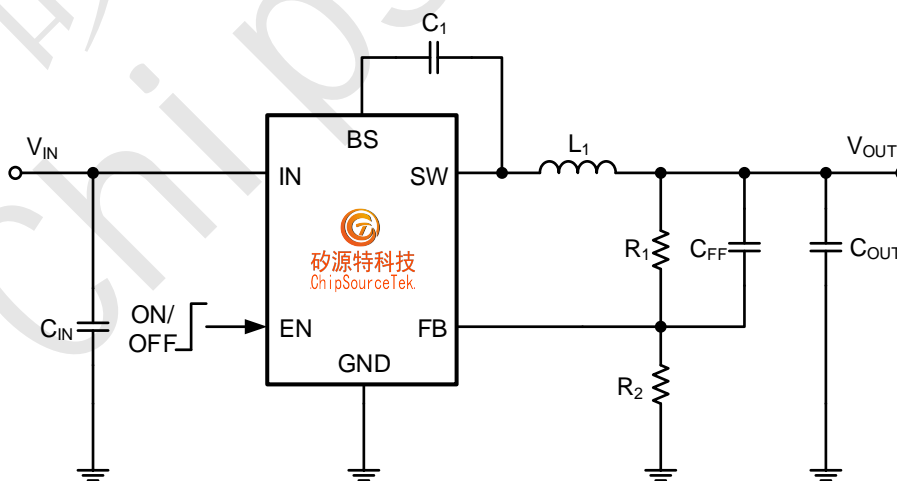 C1
BS
VIN
L1
VOUT
IN
SW
矽源特科技
ChipSourceTek
R1
CFF
COUT
ON/
OFF
CIN
EN
FB
GND
R2
Chips